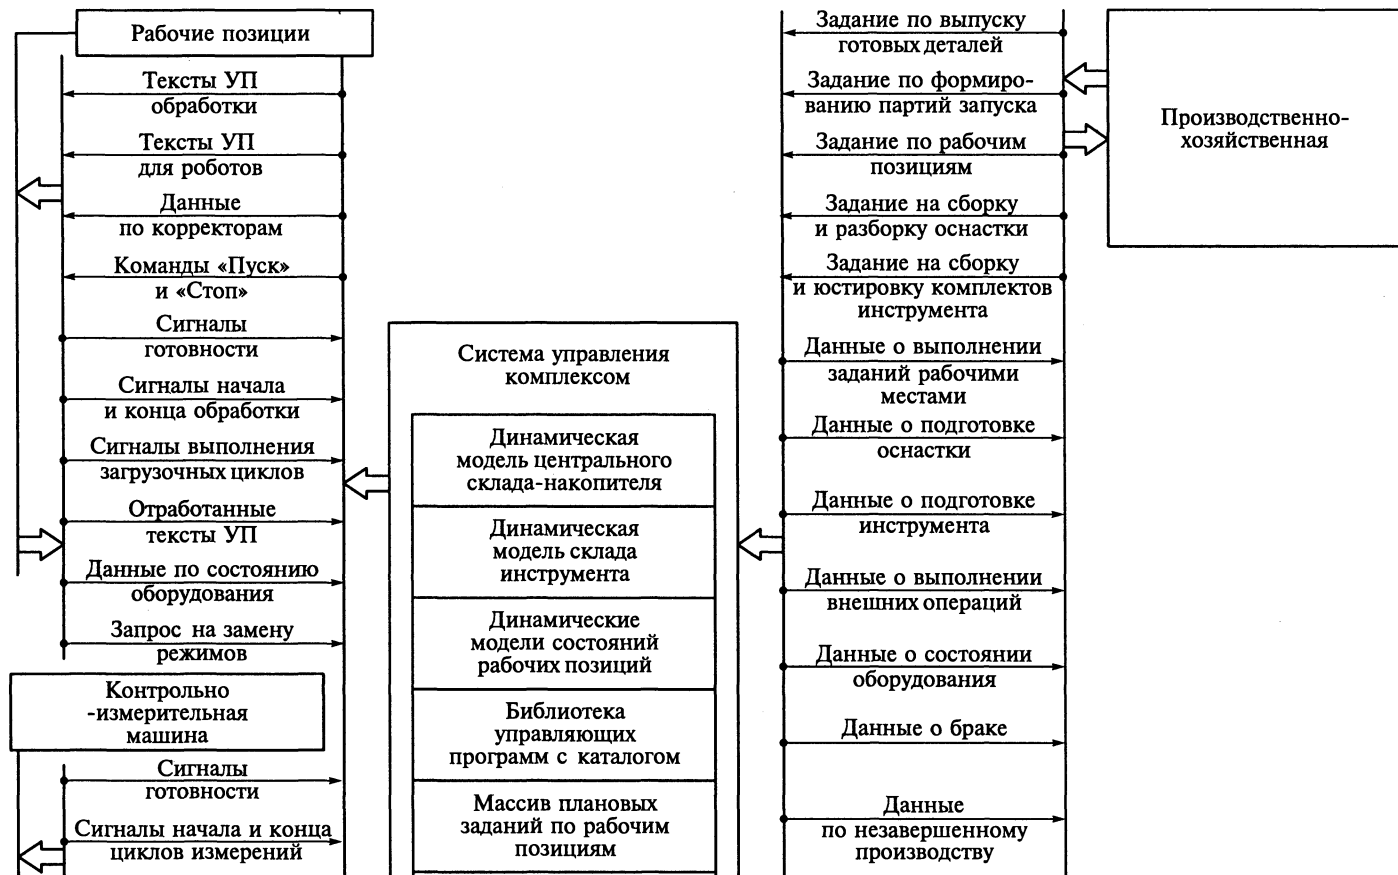 Рабочие позиции
Тексты УП
обработки
Тексты УП
для роботов
Данные
по корректорам
Команды «Пуск»
и «Стоп»
Сигналы
готовности
Сигналы начала
и конца обработки
Сигналы выполнения
загрузочных циклов
Отработанные
тексты УП
Данные по состоянию
оборудования
Запрос на замену
режимов
Контрольно
-измерительная
машина
Сигналы
готовности
Сигналы начала и конца
циклов измерений
Система управления
комплексом
Динамическая
модель центрального
склада-накопителя
Динамическая
модель склада
инструмента
Динамические
модели состояний
рабочих позиций
Библиотека
управляющих
программ с каталогом
Массив плановых
заданий по рабочим
позициям
Задание по выпуску
готовых деталей
Задание по формиро-
ванию партий запуска
Задание по рабочим
позициям
Задание на сборку
и разборку оснастки
Задание на сборку
и юстировку комплектов
инструмента
Данные о выполнении
заданий рабочими
местами
Данные о подготовке
оснастки
Данные о подготовке
инструмента
Данные о выполнении
внешних операций
Данные о состоянии
оборудования
Данные о браке
Данные
по незавершенному
производству
Производственно-
хозяйственная